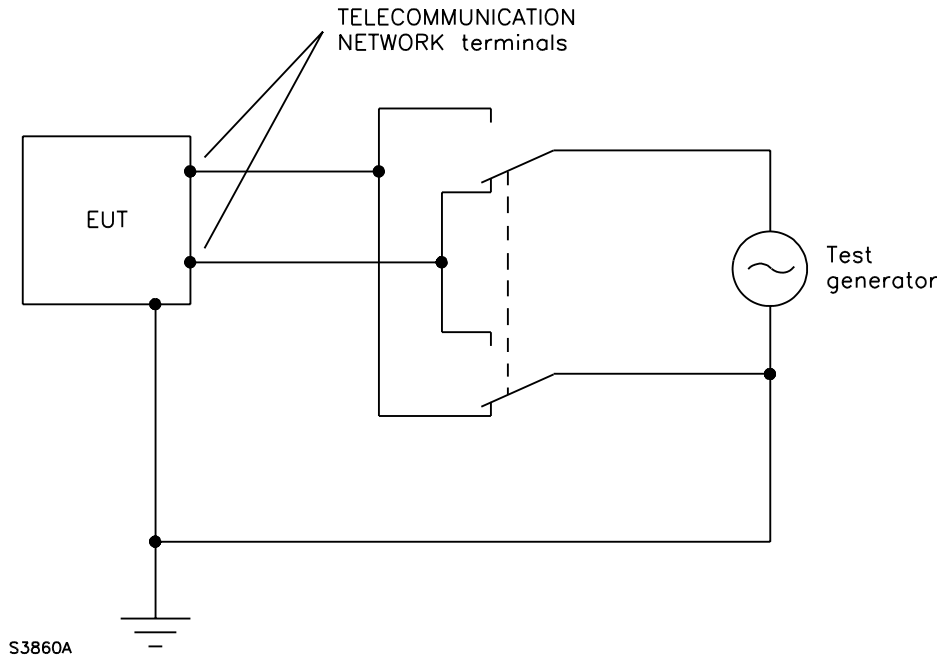 TELECOMMUNICATION
NETWORK terminals
EUT
Test
generator
S3860A